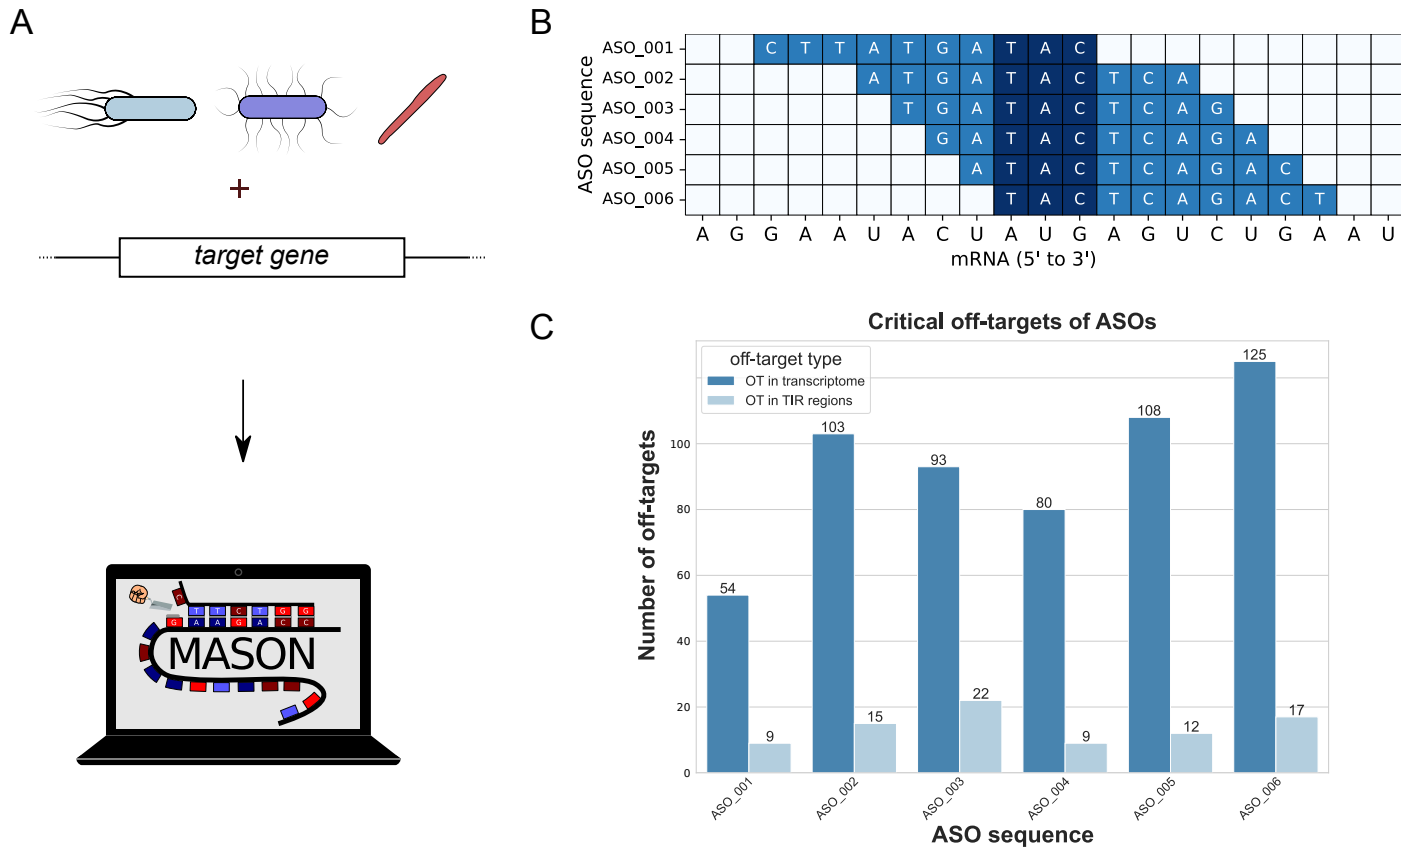 A
+
target gene
C
T T C T G G
G A A G A C C
MASON
B
ASO sequence
ASO_001 C T T A T G A T A C
ASO_002 A T G A T A C T C A
ASO_003 T G A T A C T C A G
ASO_004 G A T A C T C A G A
ASO_005 A T A C T C A G A C
ASO_006 T A C T C A G A C T
A G G A A U A C U A U G A G U C U G A A U
mRNA (5' to 3')
C
Critical off-targets of ASOs
off-target type
OT in transcriptome
OT in TIR regions
Number of off-targets
100
80
60
40
20
0
54
9
103
15
93
22
80
9
108
12
125
17
ASO_001
ASO_002
ASO_003
ASO_004
ASO_005
ASO_006
ASO sequence